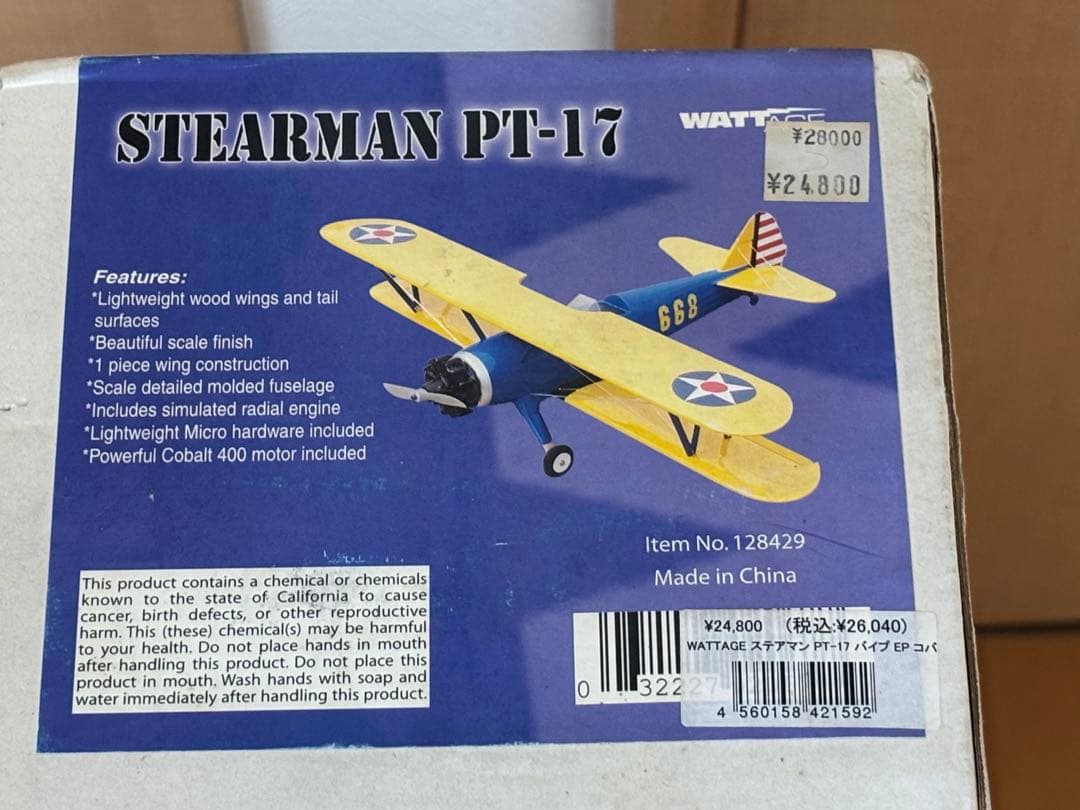 STEARMAN PT-17
WATTAGE
¥28000
¥24,800
Features:
*Lightweight wood wings and tail
surfaces
*Beautiful scale finish
*1 piece wing construction
*Scale detailed molded fuselage
*Includes simulated radial engine
*Lightweight Micro hardware included
*Powerful Cobalt 400 motor included
668
Item No. 128429
Made in China
This product contains a chemical or chemicals
known to the state of California to cause
cancer, birth defects, or other reproductive
harm. This (these) chemical(s) may be harmful
to your health. Do not place hands in mouth
after handling this product. Do not place this
product in mouth. Wash hands with soap and
water immediately after handling this product.
¥24,800 (税込:¥26,040)
WATTAGE ステアマン PT-17 バイプ EP コバ
0 32227
4 560158 421592